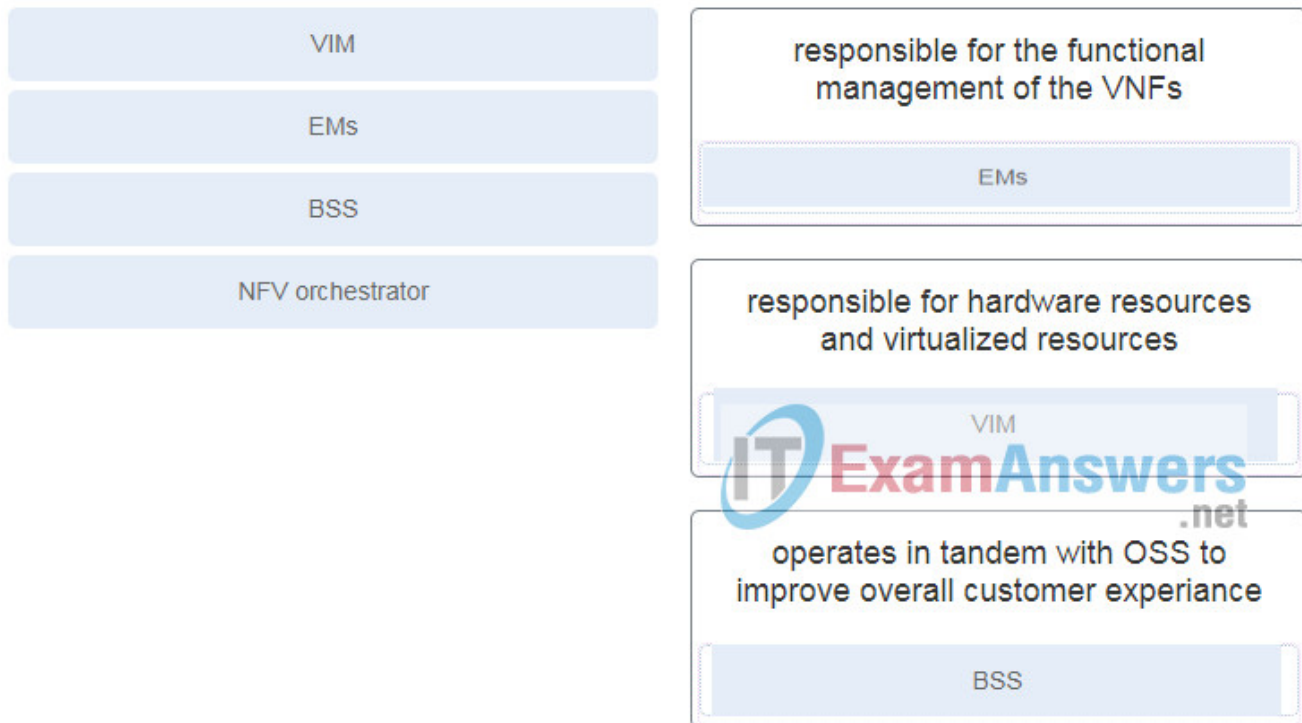 VIM
EMs
BSS
NFV orchestrator
responsible for the functional
management of the VNFs
EMs
responsible for hardware resources
and virtualized resources
VIM
ITExamAnswers
.net
operates in tandem with OSS to
improve overall customer experiance
BSS